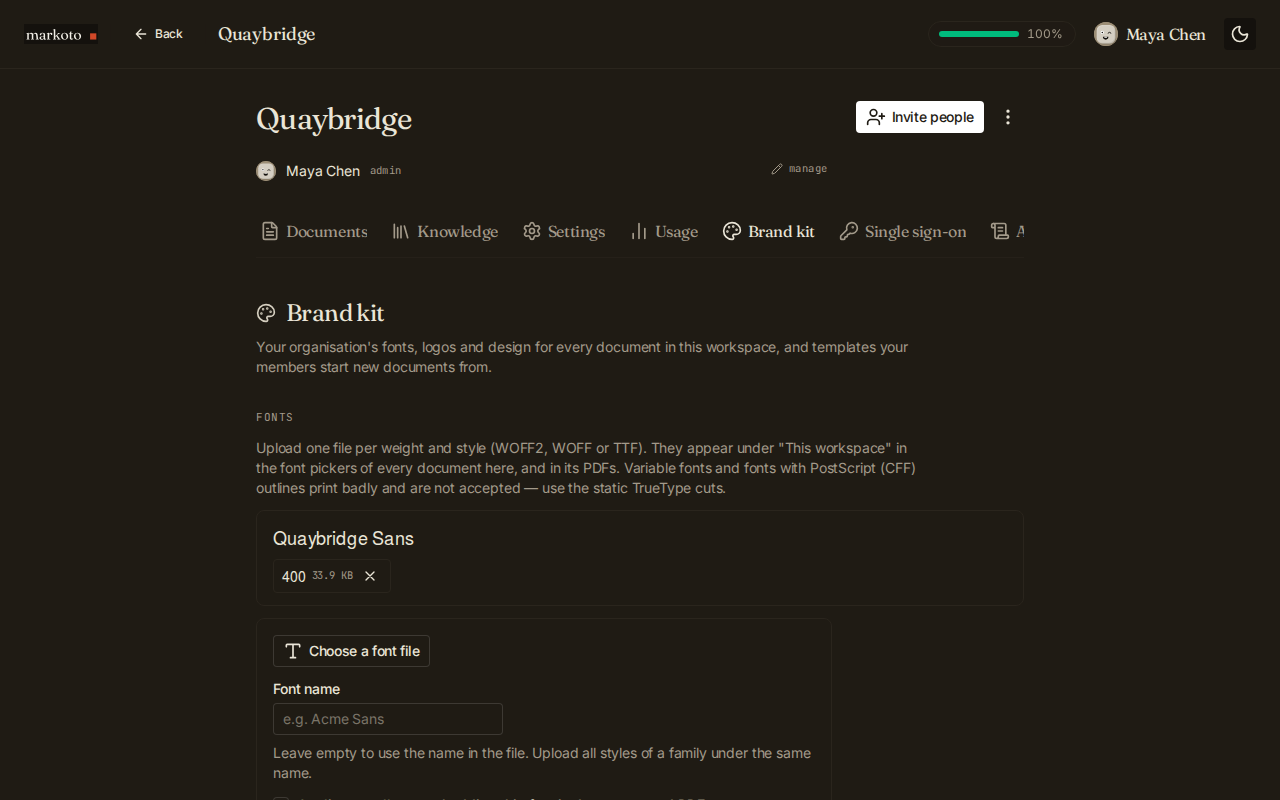 markoto
Back
Quaybridge
100%
Maya Chen
Quaybridge
Invite people
Maya Chen admin
manage
Documents
Knowledge
Settings
Usage
Brand kit
Single sign-on
Brand kit
Your organisation's fonts, logos and design for every document in this workspace, and templates your
members start new documents from.
FONTS
Upload one file per weight and style (WOFF2, WOFF or TTF). They appear under "This workspace" in
the font pickers of every document here, and in its PDFs. Variable fonts and fonts with PostScript (CFF)
outlines print badly and are not accepted — use the static TrueType cuts.
Quaybridge Sans
400 33.9 KB
Choose a font file
Font name
e.g. Acme Sans
Leave empty to use the name in the file. Upload all styles of a family under the same
name.